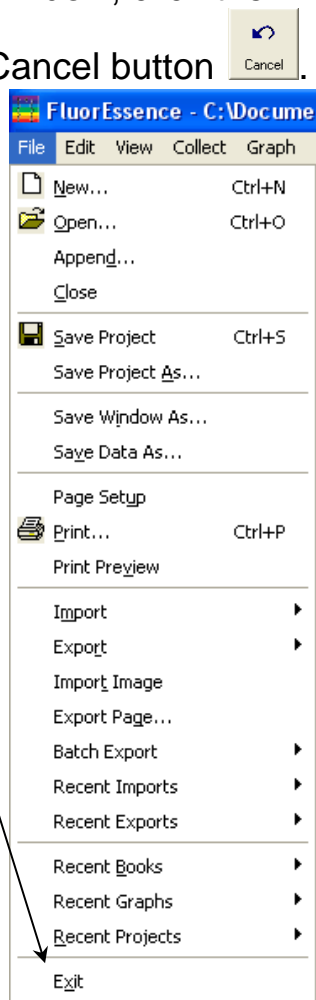 Cancel button Cancel .
FluorEssence - C:\Docume
File Edit View Collect Graph
New... Ctrl+N
Open... Ctrl+O
Append...
Close
Save Project Ctrl+S
Save Project As...
Save Window As...
Save Data As...
Page Setup
Print... Ctrl+P
Print Preview
Import
Export
Import Image
Export Page...
Batch Export
Recent Imports
Recent Exports
Recent Books
Recent Graphs
Recent Projects
Exit